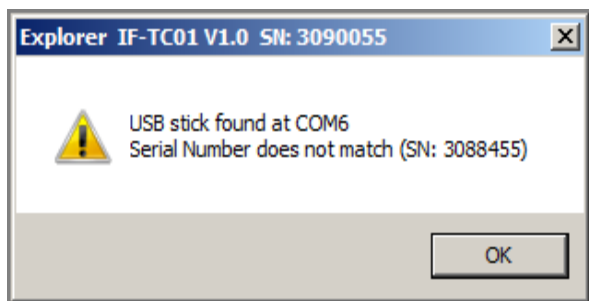 Explorer IF-TC01 V1.0 SN: 3090055
USB stick found at COM6
Serial Number does not match (SN: 3088455)
OK